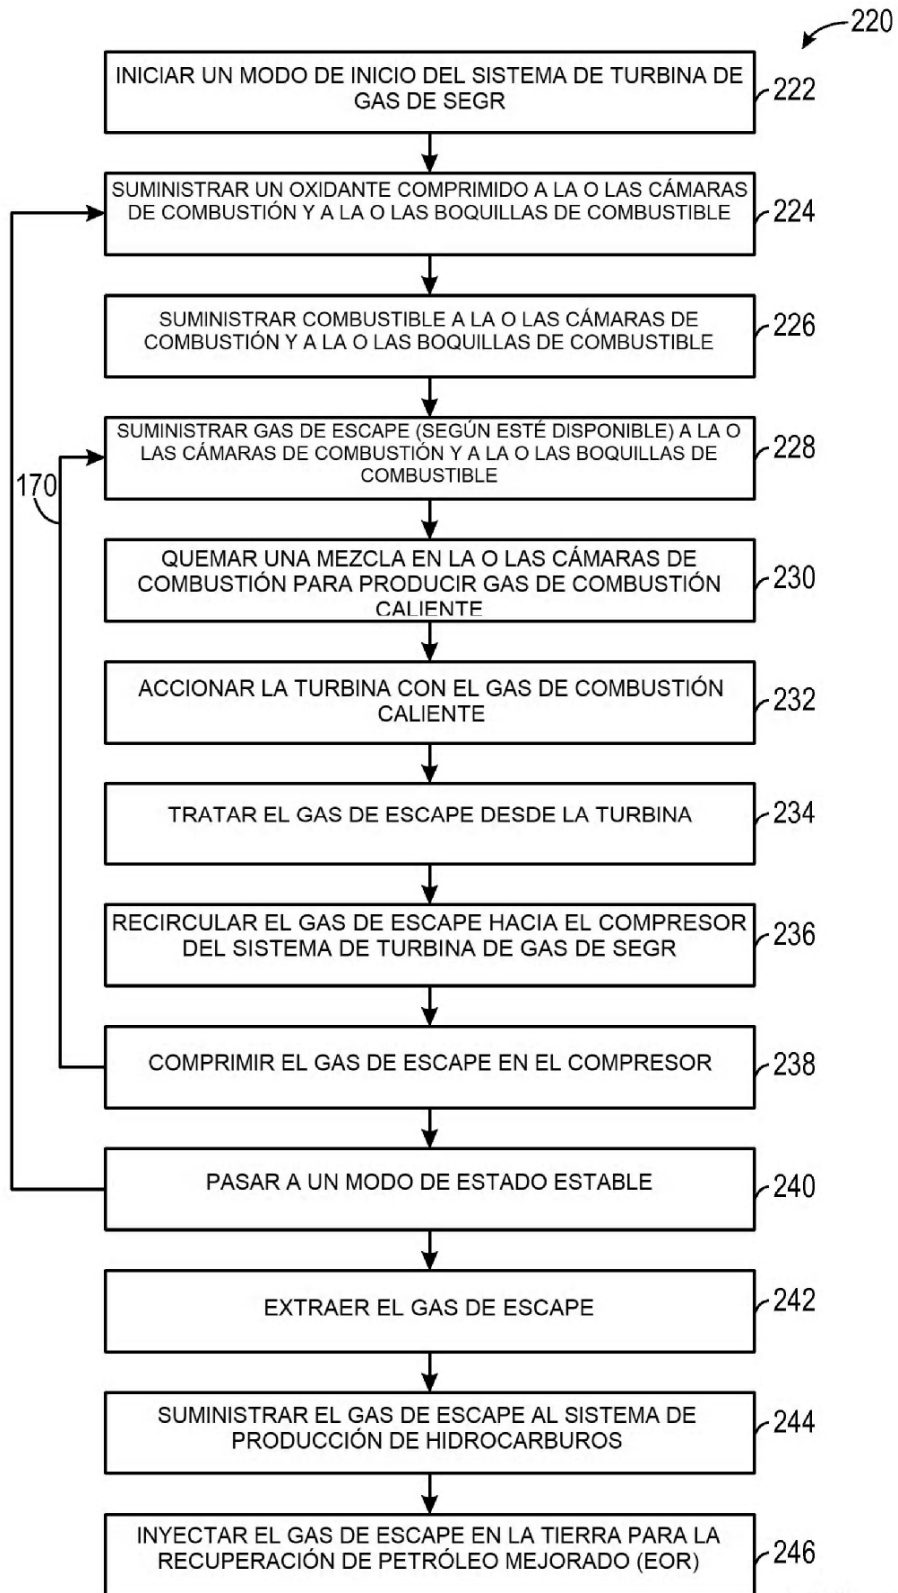 220
INICIAR UN MODO DE INICIO DEL SISTEMA DE TURBINA DE
GAS DE SEGR
222
SUMINISTRAR UN OXIDANTE COMPRIMIDO A LA O LAS CÁMARAS
DE COMBUSTIÓN Y A LA O LAS BOQUILLAS DE COMBUSTIBLE
224
SUMINISTRAR COMBUSTIBLE A LA O LAS CÁMARAS DE
COMBUSTIÓN Y A LA O LAS BOQUILLAS DE COMBUSTIBLE
226
SUMINISTRAR GAS DE ESCAPE (SEGÚN ESTÉ DISPONIBLE) A LA O
LAS CÁMARAS DE COMBUSTIÓN Y A LA O LAS BOQUILLAS DE
COMBUSTIBLE
228
170
QUEMAR UNA MEZCLA EN LA O LAS CÁMARAS DE
COMBUSTIÓN PARA PRODUCIR GAS DE COMBUSTIÓN
CALIENTE
230
ACCIONAR LA TURBINA CON EL GAS DE COMBUSTIÓN
CALIENTE
232
TRATAR EL GAS DE ESCAPE DESDE LA TURBINA
234
RECIRCULAR EL GAS DE ESCAPE HACIA EL COMPRESOR
DEL SISTEMA DE TURBINA DE GAS DE SEGR
236
COMPRIMIR EL GAS DE ESCAPE EN EL COMPRESOR
238
PASAR A UN MODO DE ESTADO ESTABLE
240
EXTRAER EL GAS DE ESCAPE
242
SUMINISTRAR EL GAS DE ESCAPE AL SISTEMA DE
PRODUCCIÓN DE HIDROCARBUROS
244
INYECTAR EL GAS DE ESCAPE EN LA TIERRA PARA LA
RECUPERACIÓN DE PETRÓLEO MEJORADO (EOR)
246